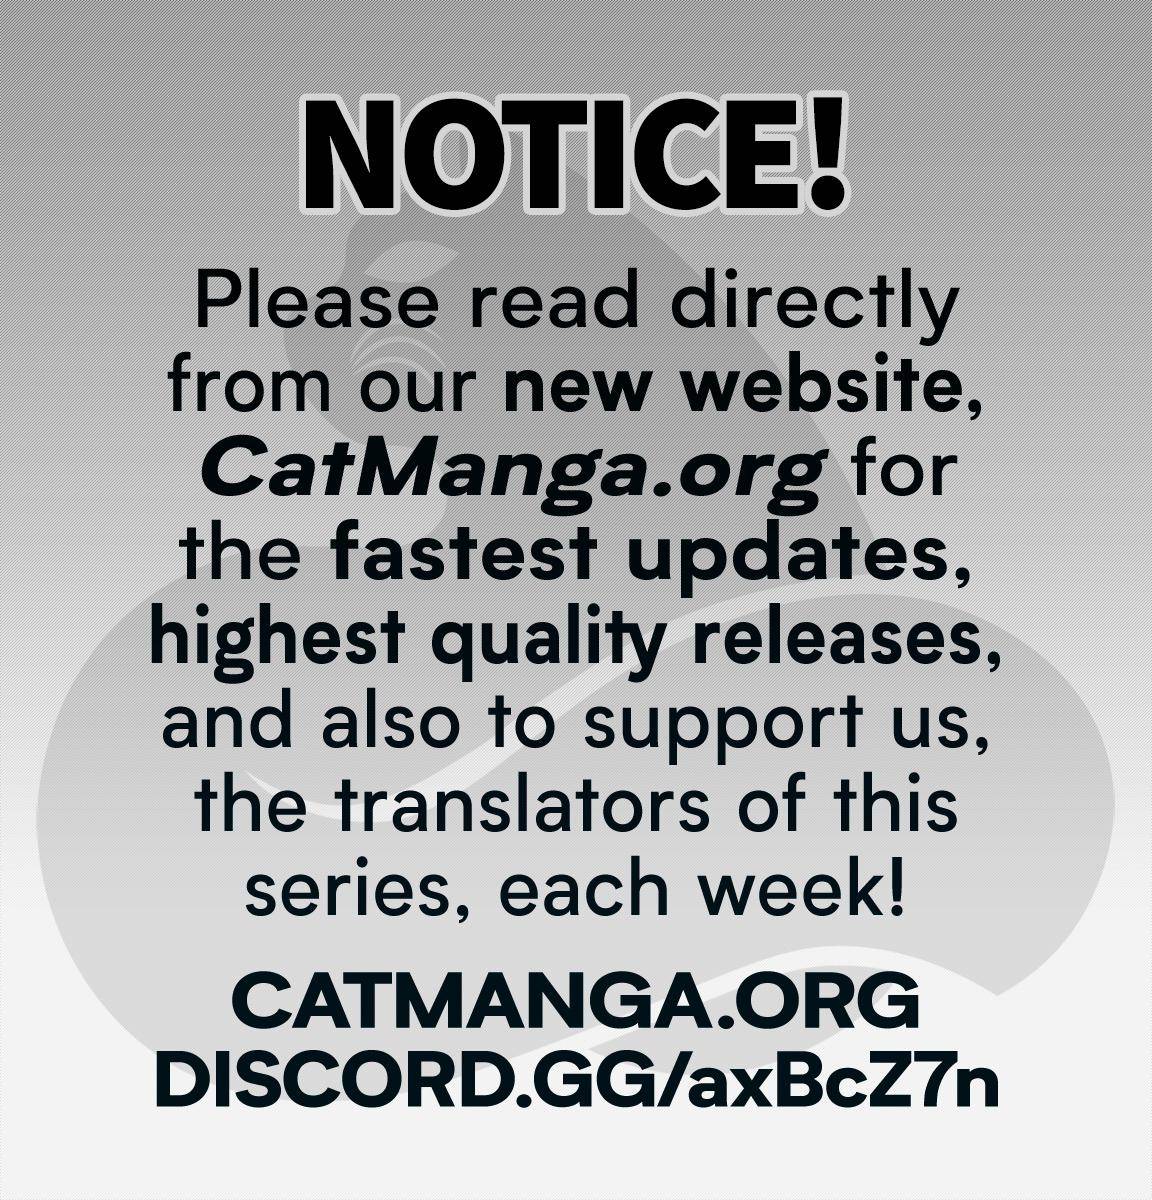 NOTICE!
Please read directly
from our new website,
CatManga.org for
the fastest updates,
highest quality releases,
and also to support us,
the translators of this
series, each week!
CATMANGA.ORG
DISCORD.GG/axBcZ7n